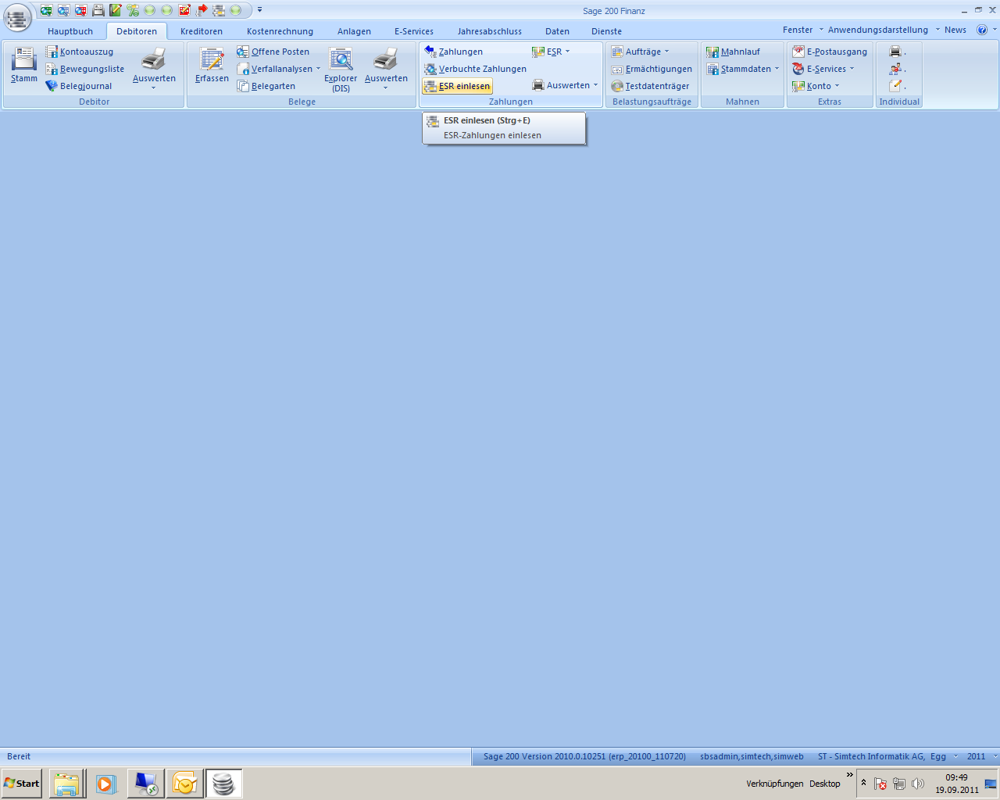 Sage 200 Finanz
Hauptbuch Debitoren Kreditoren Kostenrechnung Anlagen E-Services Jahresabschluss Daten Dienste Fenster Anwendungsdarstellung News
Stamm
Kontoauszug
Bewegungsliste
Belegjournal
Auswerten
Debitor
Erfassen
Offene Posten
Verfallanalysen
Belegarten
Explorer
(DIS)
Auswerten
Belege
Zahlungen
Verbuchte Zahlungen
ESR einlesen
ESR
Auswerten
Zahlungen
Aufträge
Ermächtigungen
Testdatenträger
Belastungsaufträge
Mahnlauf
Stammdaten
Mahnen
E-Postausgang
E-Services
Konto
Extras
.
.
.
Individual
ESR einlesen (Strg+E)
ESR-Zahlungen einlesen
Bereit Sage 200 Version 2010.0.10251 (erp_20100_110720) sbsadmin,simtech,simweb ST - Simtech Informatik AG, Egg 2011
Start
Verknüpfungen Desktop »
09:49
19.09.2011